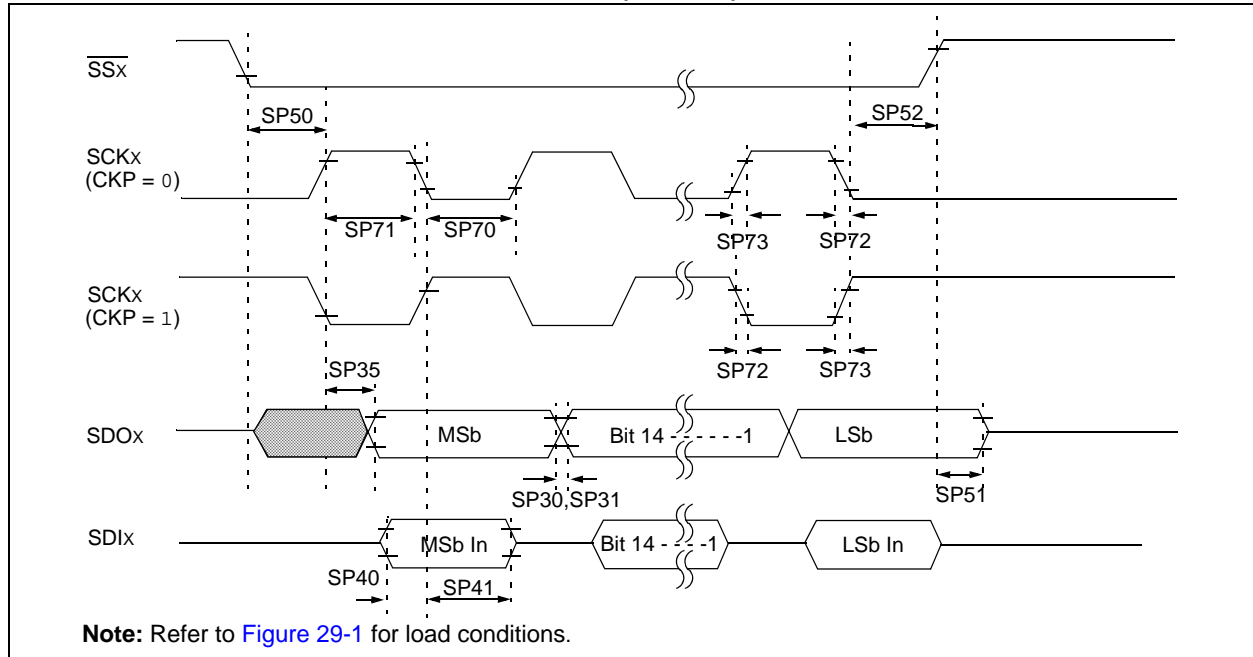 SSX
SP50
SP52
SCKX
(CKP = 0)
SP71
SP70
SP73
SP72
SCKX
(CKP = 1)
SP72
SP73
SP35
SDOX
MSb
Bit 14 - - - - - -1
LSb
SP30,SP31
SP51
SDIX
MSb In
Bit 14 - - - -1
LSb In
SP40
SP41
Note: Refer to Figure 29-1 for load conditions.